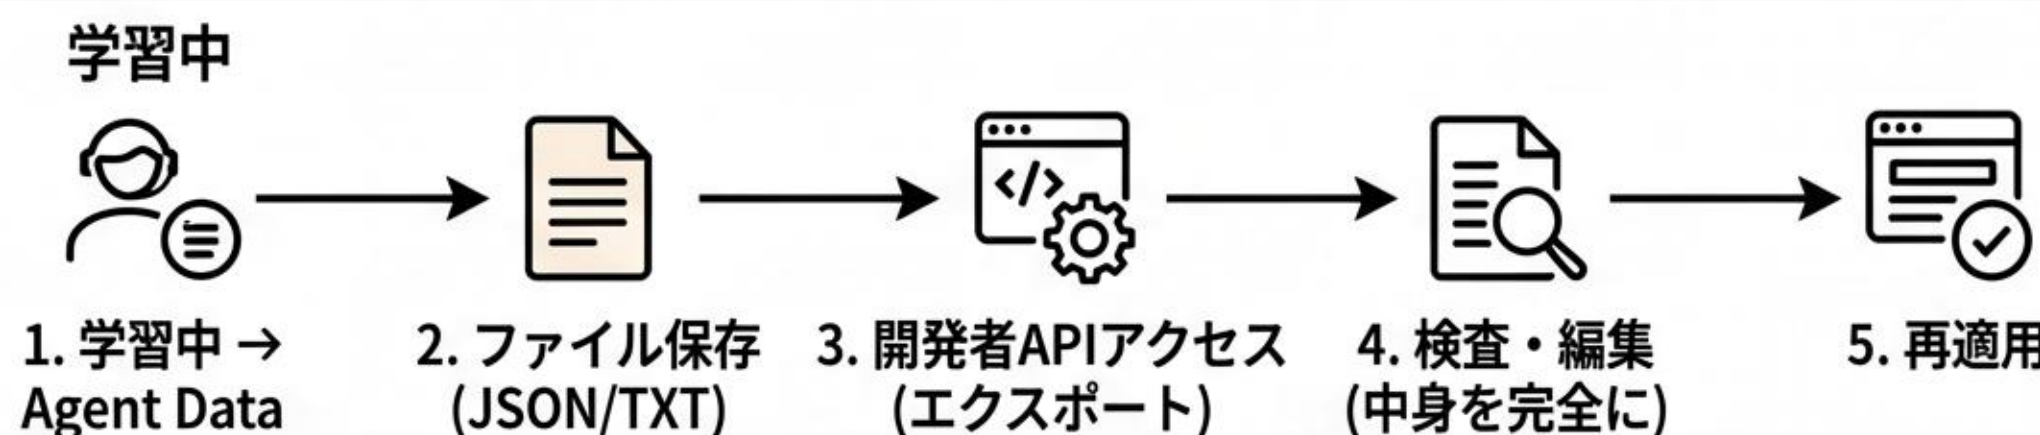 学習中
1. 学習中 →
Agent Data
2. ファイル保存
(JSON/TXT)
3. 開発者APIアクセス
(エクスポート)
4. 検査・編集
(中身を完全に)
5. 再適用